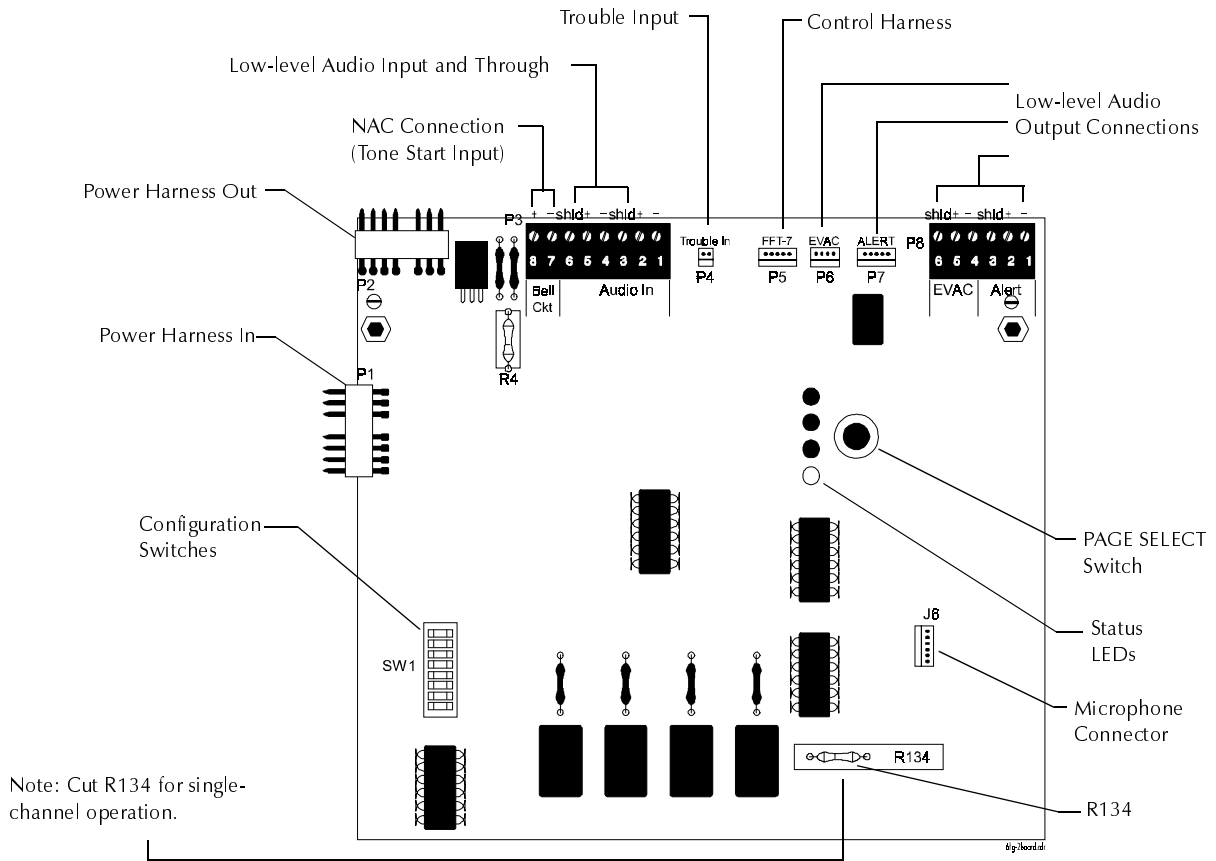 Trouble Input
Control Harness
Low-level Audio Input and Through
Low-level Audio
Output Connections
NAC Connection
(Tone Start Input)
Power Harness Out
P3
+ − shld + − shld + −
8 7 6 5 4 3 2 1
Bell
Ckt
Audio In
Trouble In
P4
FFT-7
P5
EVAC
P6
ALERT
P7
P8
shld + − shld + −
6 5 4 3 2 1
EVAC
Alert
P2
Power Harness In
P1
R4
Configuration
Switches
SW1
PAGE SELECT
Switch
J6
Status
LEDs
Microphone
Connector
R134
R134
Note: Cut R134 for single-
channel operation.